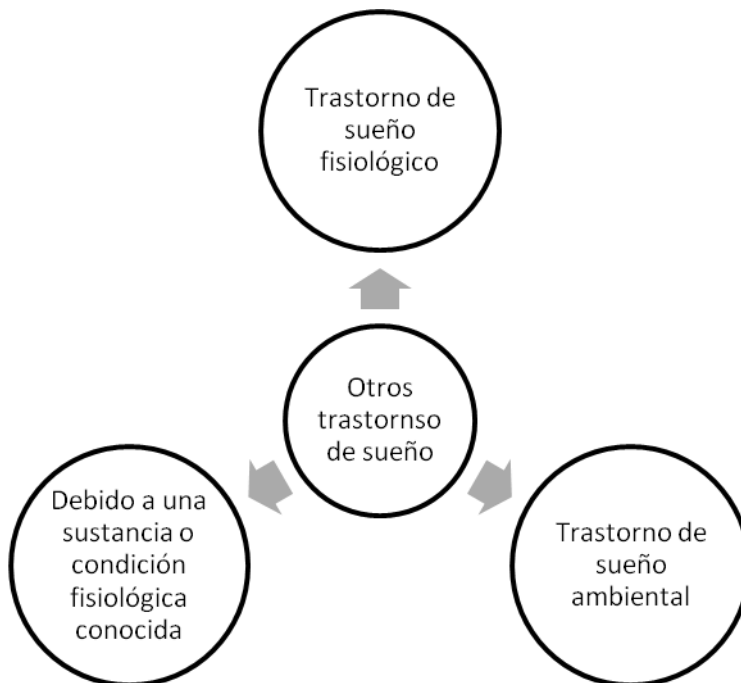 Trastorno de
sueño
fisiológico
Otros
trastornso
de sueño
Debido a una
sustancia o
condición
fisiológica
conocida
Trastorno de
sueño
ambiental